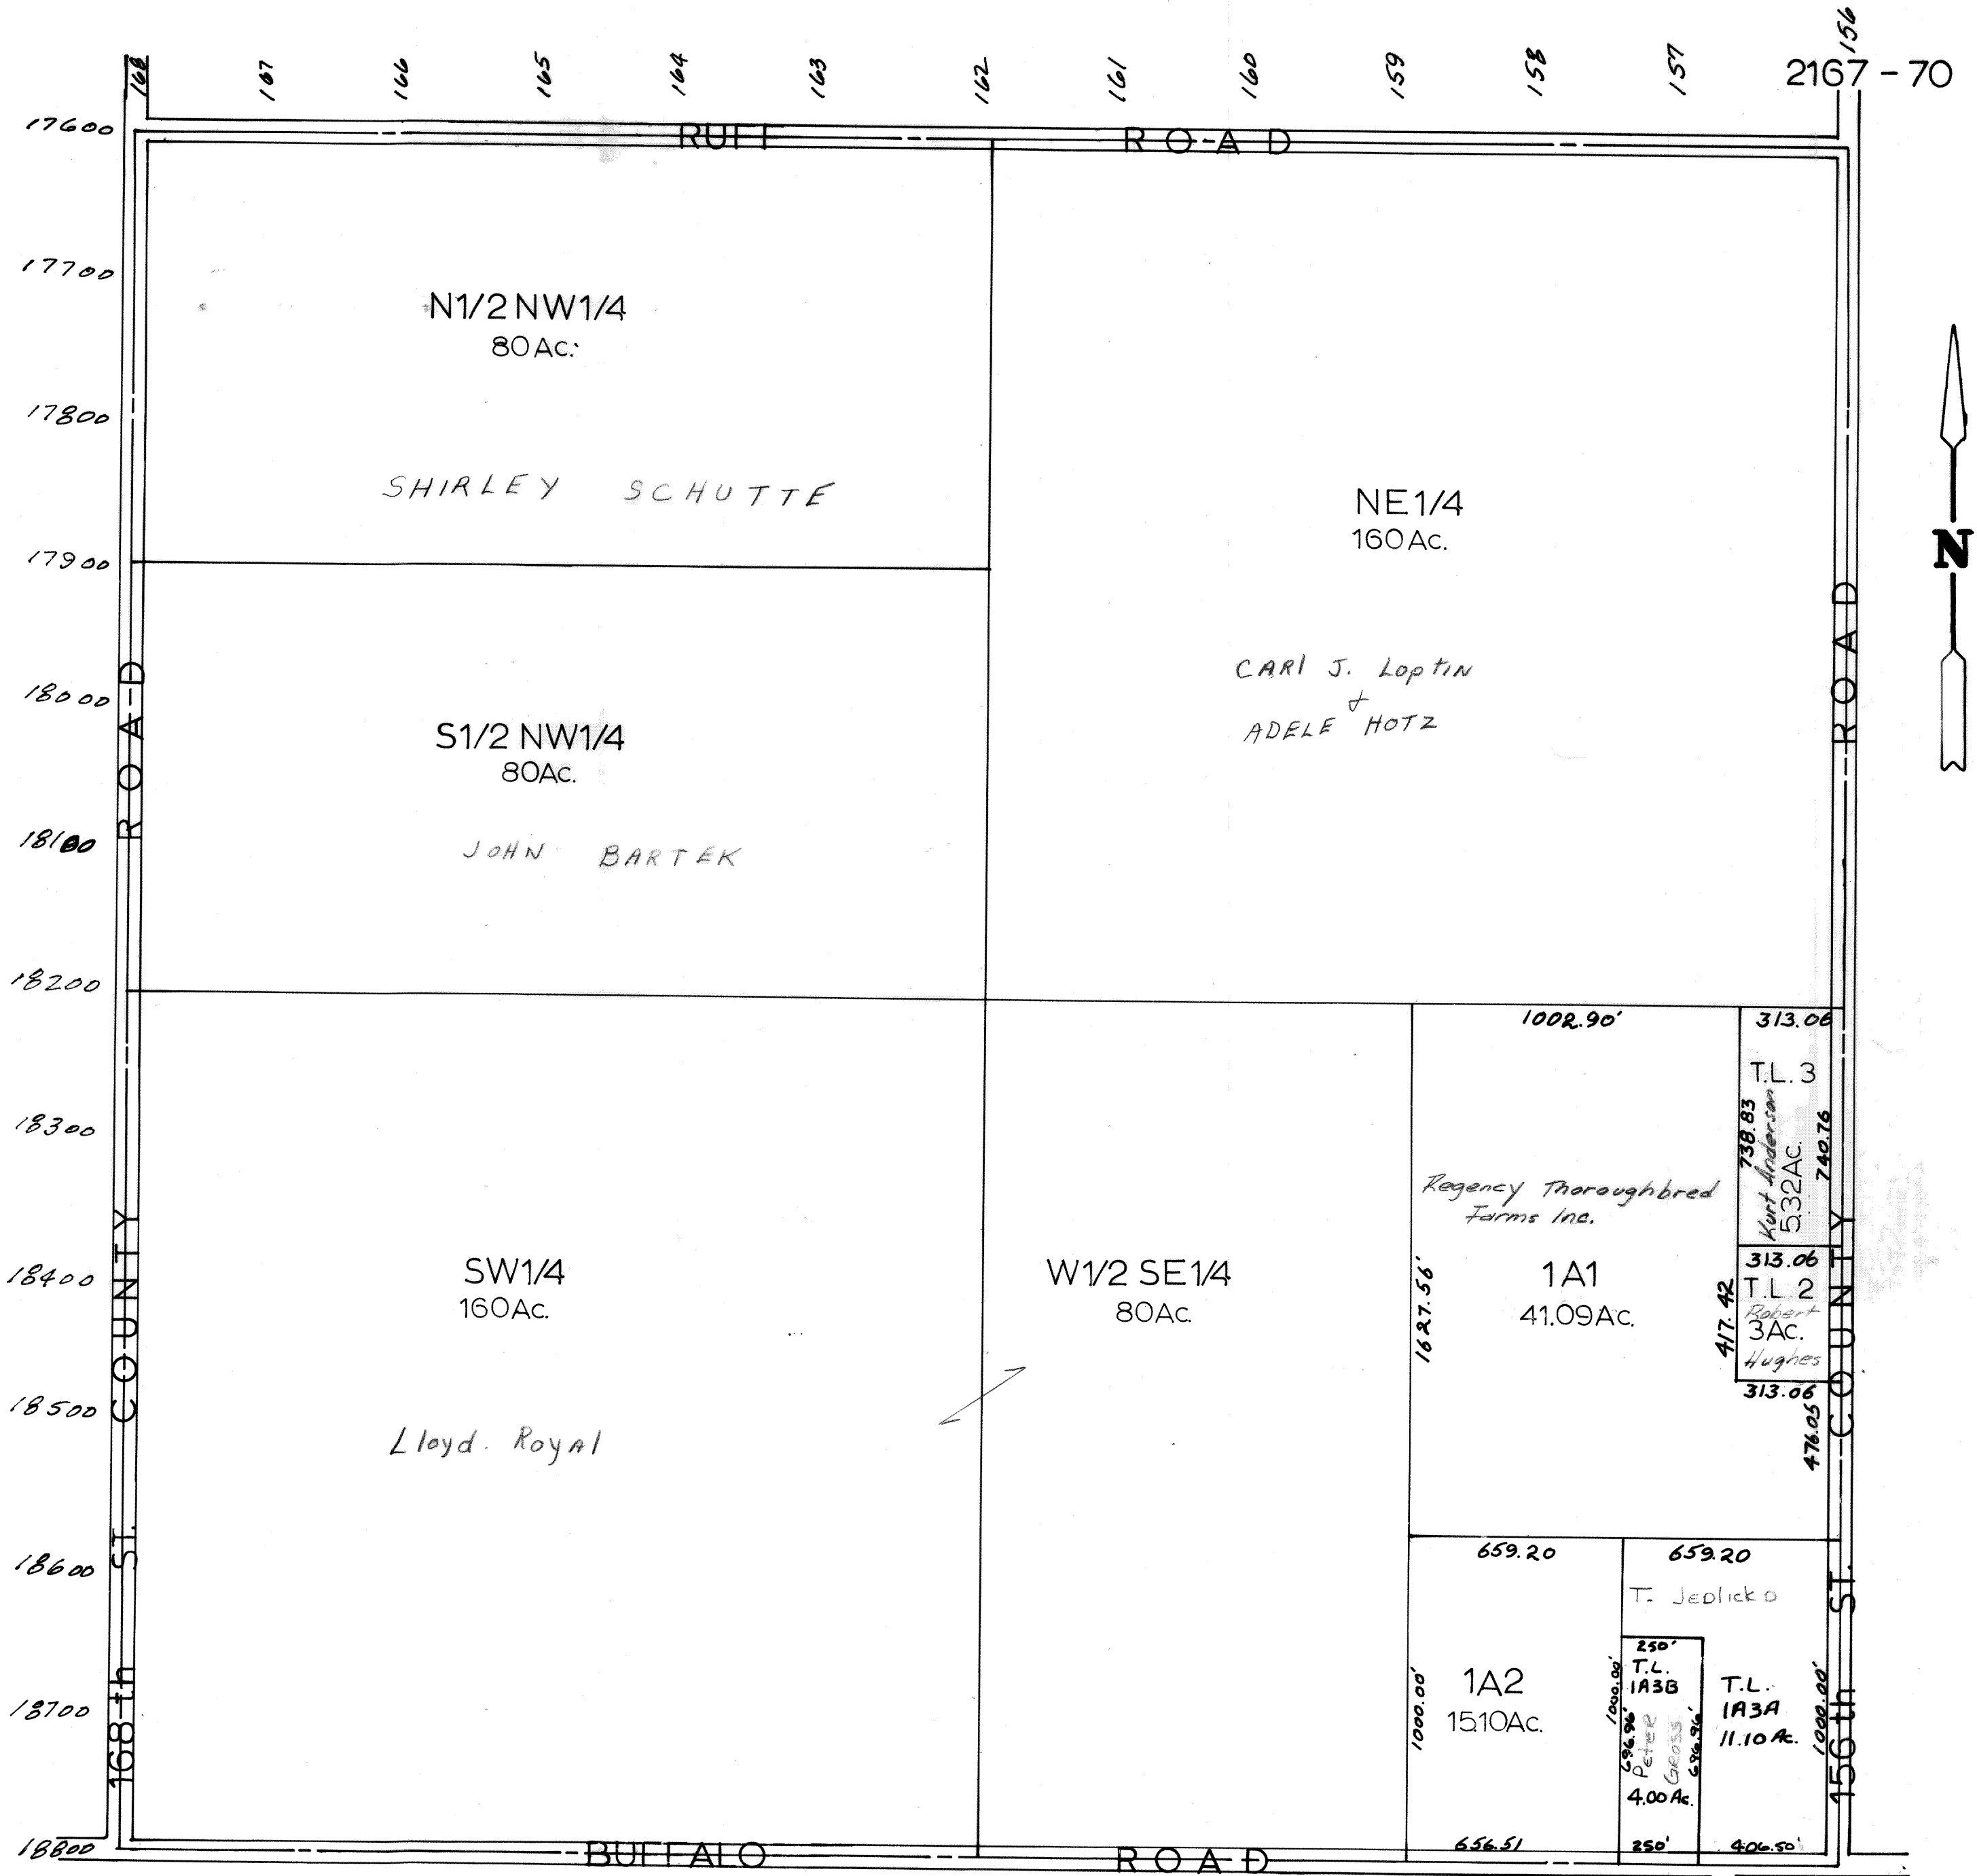 168
167
166
165
164
163
162
161
160
159
158
157
156
2167-70
17600
RUFF ROAD
17700
N1/2 NW1/4
80Ac.
17800
SHIRLEY SCHUTTE
NE1/4
160Ac.
17900
N
CARl J. LoptiN
&
ADELE HOTZ
18000
S1/2 NW1/4
80Ac.
18100
JOHN BARTEK
18200
1002.90'
313.06
T.L. 3
738.83
Kurt Anderson
5.32AC.
740.76
18300
Regency Thoroughbred
Farms Inc.
18400
SW1/4
160Ac.
W1/2 SE1/4
80Ac.
1627.56'
1A1
41.09Ac.
313.06
T.L. 2
417.42
Robert
3Ac.
Hughes
313.06
476.05
18500
Lloyd. RoyAl
18600
659.20
659.20
T. JEDlickD
18700
1000.00'
1A2
15.10Ac.
1000.00'
250'
T.L.
1A3B
696.96'
PETER
GROSS
696.96'
4.00 Ac.
T.L.
1A3A
11.10 Ac.
1000.00'
168th ST. COUNTY ROAD
156th ST. COUNTY ROAD
18800
BUFFALO ROAD
656.51
250'
406.50'